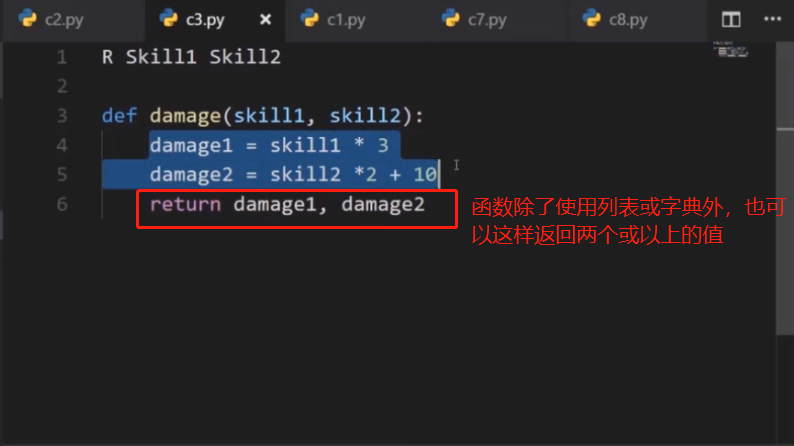 c2.py c3.py × c1.py c7.py c8.py ...
1 R Skill1 Skill2
2
3 def damage(skill1, skill2):
4 damage1 = skill1 * 3
5 damage2 = skill2 *2 + 10
6 return damage1, damage2
函数除了使用列表或字典外，也可
以这样返回两个或以上的值